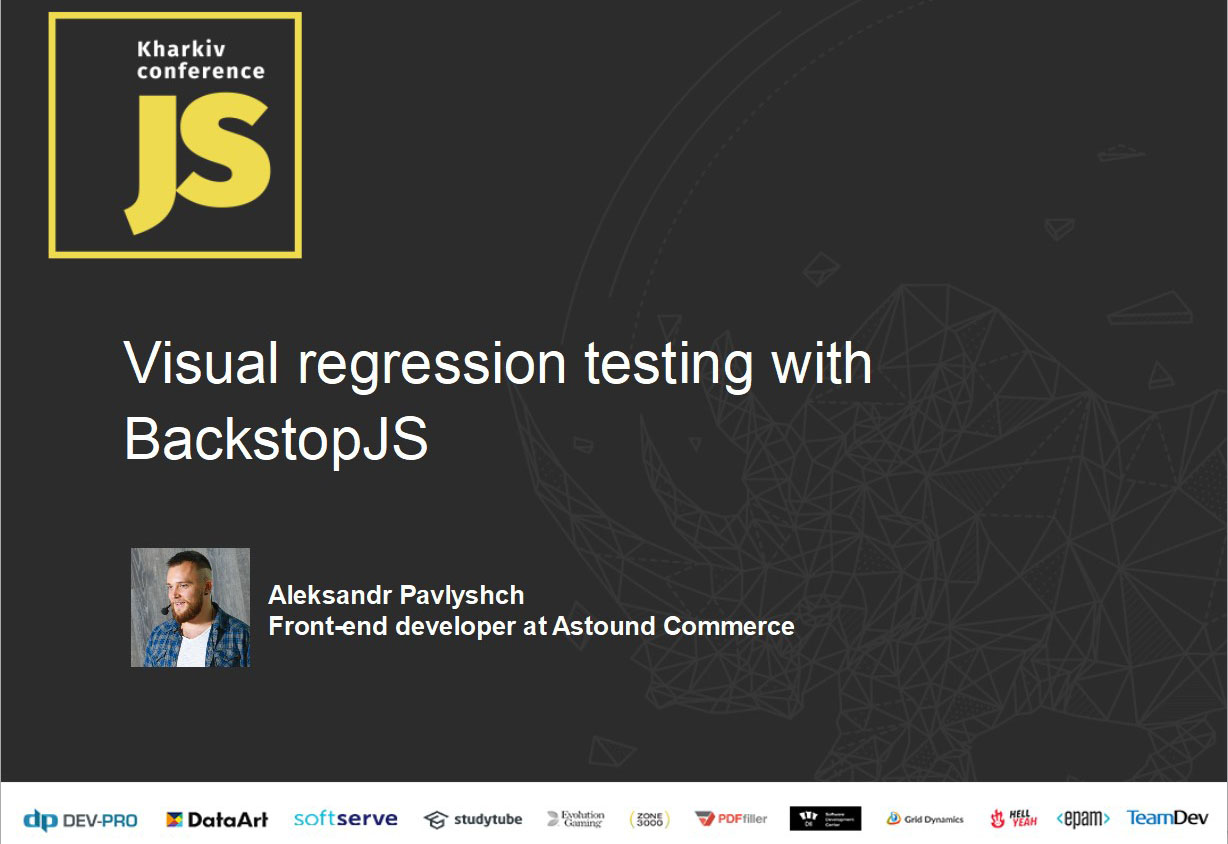 Kharkiv
conference
JS
Visual regression testing with
BackstopJS
Aleksandr Pavlyshch
Front-end developer at Astound Commerce
dp DEV-PRO
DataArt
softserve
studytube
Evolution
Gaming
ZONE
3000
PDFfiller
DE
Software
Development
Center
Grid Dynamics
HELL
YEAH
<epam>
TeamDev